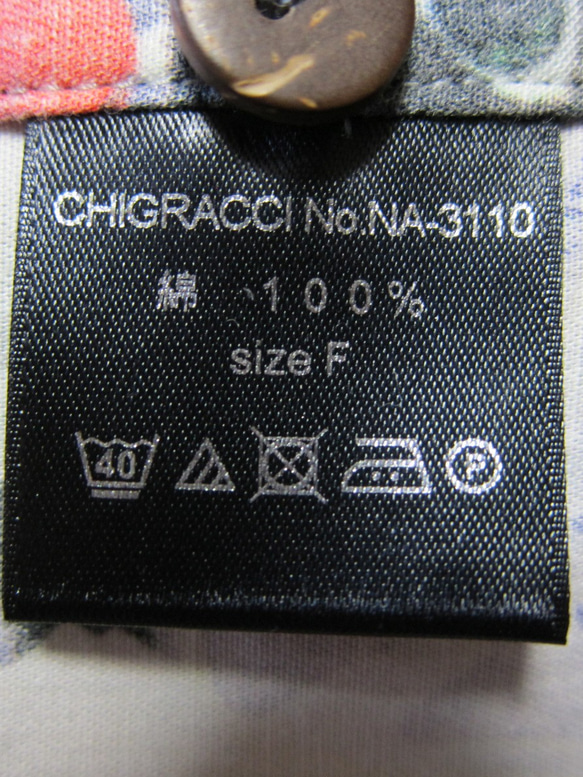 CHIGRACCI No.NA-3110
綿 100%
size F
40
P